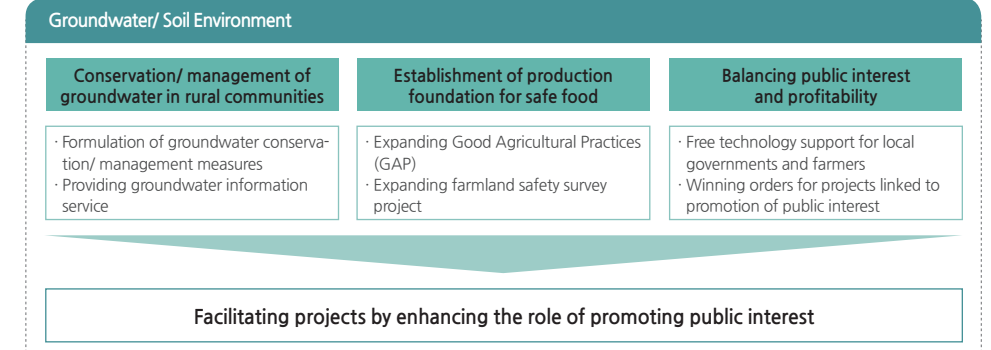 Groundwater/ Soil Environment
Conservation/ management of
groundwater in rural communities
· Formulation of groundwater conserva-
tion/ management measures
· Providing groundwater information
service
Establishment of production
foundation for safe food
· Expanding Good Agricultural Practices
(GAP)
· Expanding farmland safety survey
project
Balancing public interest
and profitability
· Free technology support for local
governments and farmers
· Winning orders for projects linked to
promotion of public interest
Facilitating projects by enhancing the role of promoting public interest